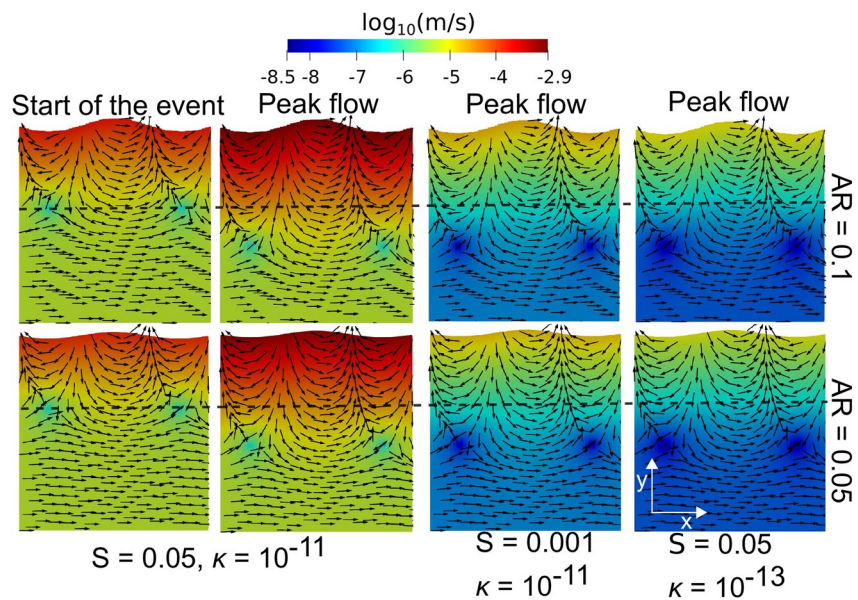 log₁₀(m/s)
-8.5 -8 -7 -6 -5 -4 -2.9
Start of the event Peak flow Peak flow Peak flow
AR = 0.1
AR = 0.05
y
x
S = 0.05, κ = 10⁻¹¹
S = 0.001
κ = 10⁻¹¹
S = 0.05
κ = 10⁻¹³